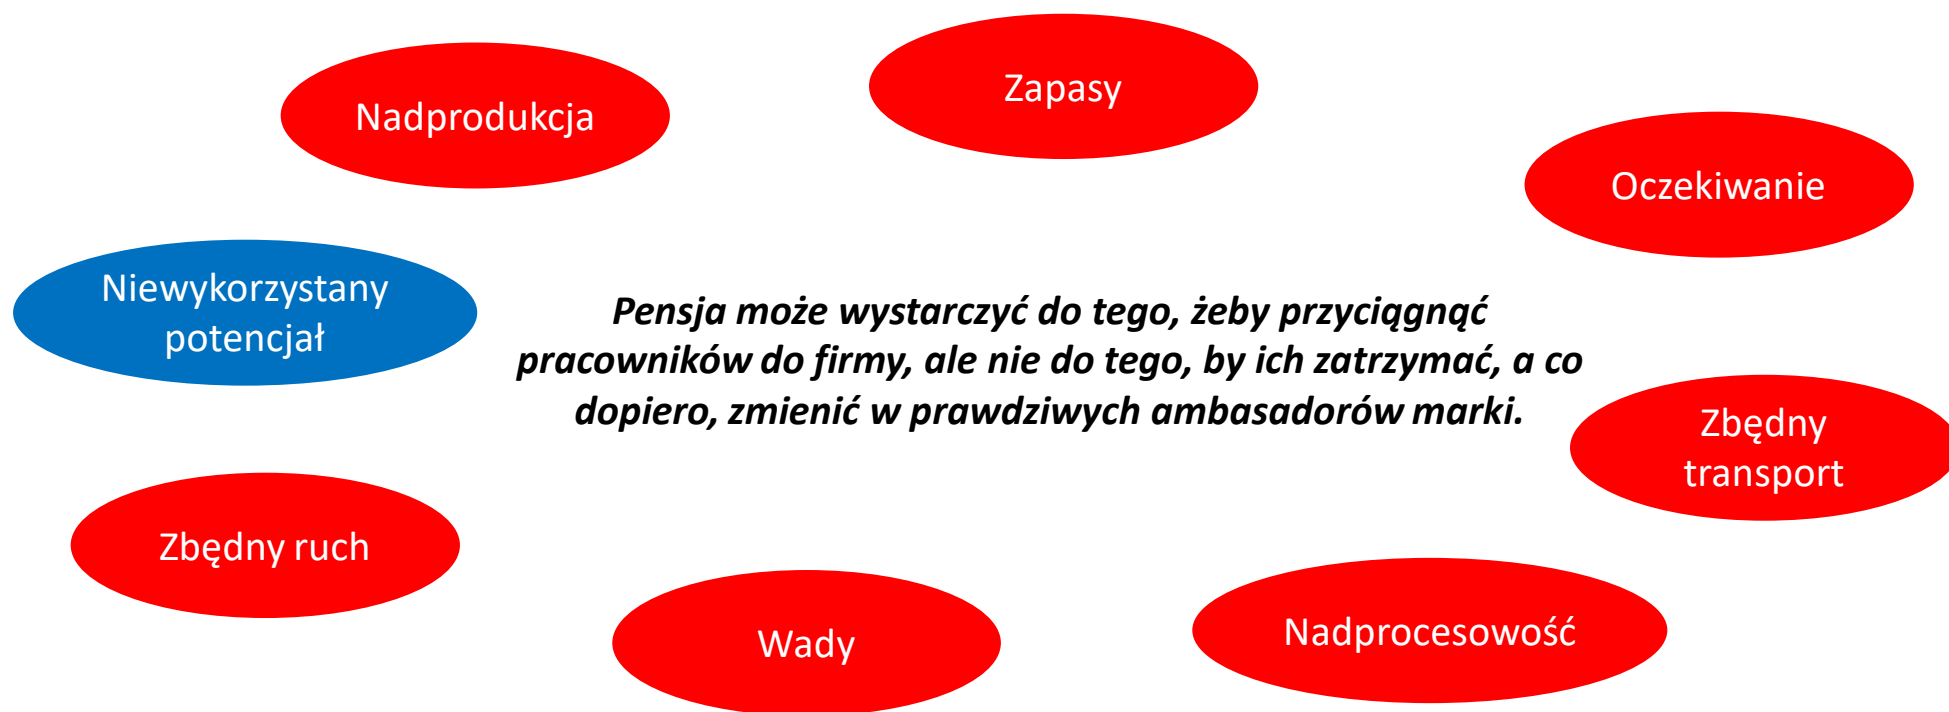 Nadprodukcja
Zapasy
Oczekiwanie
Niewykorzystany
potencjał
Pensja może wystarczyć do tego, żeby przyciągnąć
pracowników do firmy, ale nie do tego, by ich zatrzymać, a co
dopiero, zmienić w prawdziwych ambasadorów marki.
Zbędny
transport
Zbędny ruch
Wady
Nadprocesowość